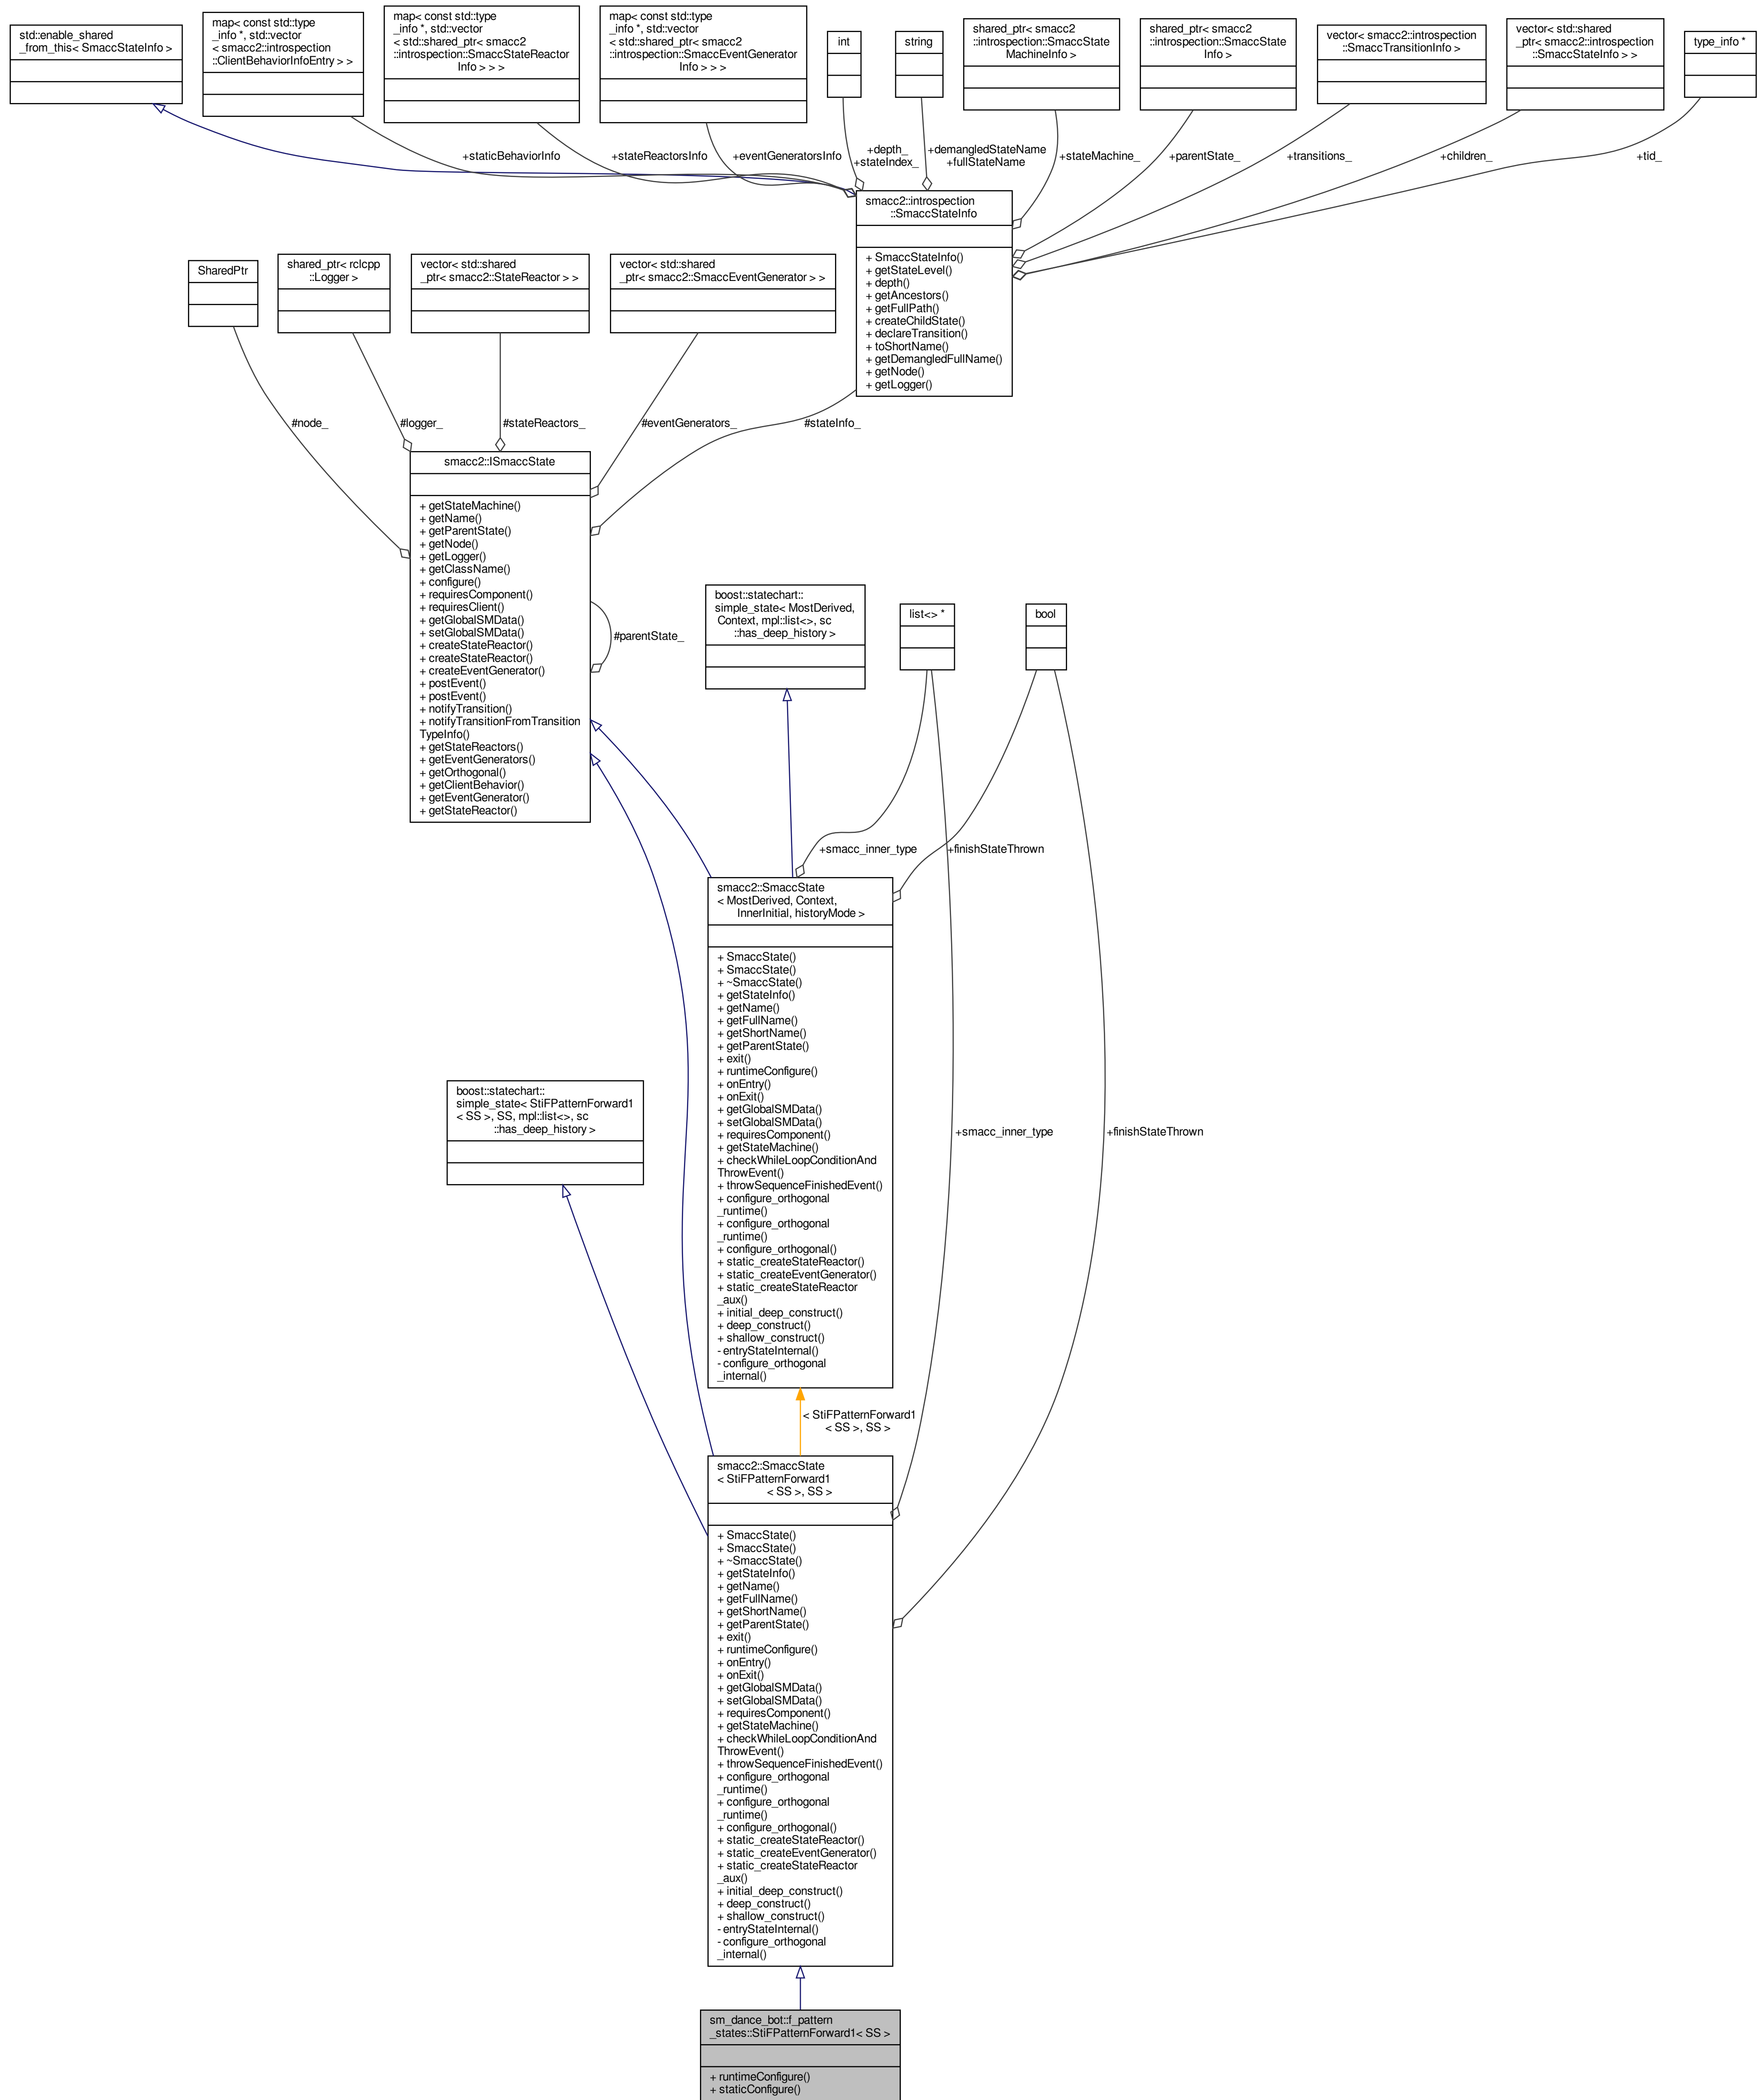 std::enable_shared
_from_this< SmaccStateInfo >
map< const std::type
_info *, std::vector
< smacc2::introspection
::ClientBehaviorInfoEntry > >
map< const std::type
_info *, std::vector
< std::shared_ptr< smacc2
::introspection::SmaccStateReactor
Info > > >
map< const std::type
_info *, std::vector
< std::shared_ptr< smacc2
::introspection::SmaccEventGenerator
Info > > >
int
string
shared_ptr< smacc2
::introspection::SmaccState
MachineInfo >
shared_ptr< smacc2
::introspection::SmaccState
Info >
vector< smacc2::introspection
::SmaccTransitionInfo >
vector< std::shared
_ptr< smacc2::introspection
::SmaccStateInfo > >
type_info *
+staticBehaviorInfo
+stateReactorsInfo
+eventGeneratorsInfo
+depth_
+stateIndex_
+demangledStateName
+fullStateName
+stateMachine_
+parentState_
+transitions_
+children_
+tid_
smacc2::introspection
::SmaccStateInfo
+ SmaccStateInfo()
+ getStateLevel()
+ depth()
+ getAncestors()
+ getFullPath()
+ createChildState()
+ declareTransition()
+ toShortName()
+ getDemangledFullName()
+ getNode()
+ getLogger()
SharedPtr
shared_ptr< rclcpp
::Logger >
vector< std::shared
_ptr< smacc2::StateReactor > >
vector< std::shared
_ptr< smacc2::SmaccEventGenerator > >
#node_
#logger_
#stateReactors_
#eventGenerators_
#stateInfo_
smacc2::ISmaccState
+ getStateMachine()
+ getName()
+ getParentState()
+ getNode()
+ getLogger()
+ getClassName()
+ configure()
+ requiresComponent()
+ requiresClient()
+ getGlobalSMData()
+ setGlobalSMData()
+ createStateReactor()
+ createStateReactor()
+ createEventGenerator()
+ postEvent()
+ postEvent()
+ notifyTransition()
+ notifyTransitionFromTransition
TypeInfo()
+ getStateReactors()
+ getEventGenerators()
+ getOrthogonal()
+ getClientBehavior()
+ getEventGenerator()
+ getStateReactor()
#parentState_
boost::statechart::
simple_state< MostDerived,
Context, mpl::list<>, sc
::has_deep_history >
list<> *
bool
+smacc_inner_type
+finishStateThrown
smacc2::SmaccState
< MostDerived, Context,
InnerInitial, historyMode >
+ SmaccState()
+ SmaccState()
+ ~SmaccState()
+ getStateInfo()
+ getName()
+ getFullName()
+ getShortName()
+ getParentState()
+ exit()
+ runtimeConfigure()
+ onEntry()
+ onExit()
+ getGlobalSMData()
+ setGlobalSMData()
+ requiresComponent()
+ getStateMachine()
+ checkWhileLoopConditionAnd
ThrowEvent()
+ throwSequenceFinishedEvent()
+ configure_orthogonal
_runtime()
+ configure_orthogonal
_runtime()
+ configure_orthogonal()
+ static_createStateReactor()
+ static_createEventGenerator()
+ static_createStateReactor
_aux()
+ initial_deep_construct()
+ deep_construct()
+ shallow_construct()
- entryStateInternal()
- configure_orthogonal
_internal()
boost::statechart::
simple_state< StiFPatternForward1
< SS >, SS, mpl::list<>, sc
::has_deep_history >
+smacc_inner_type
+finishStateThrown
< StiFPatternForward1
< SS >, SS >
smacc2::SmaccState
< StiFPatternForward1
< SS >, SS >
+ SmaccState()
+ SmaccState()
+ ~SmaccState()
+ getStateInfo()
+ getName()
+ getFullName()
+ getShortName()
+ getParentState()
+ exit()
+ runtimeConfigure()
+ onEntry()
+ onExit()
+ getGlobalSMData()
+ setGlobalSMData()
+ requiresComponent()
+ getStateMachine()
+ checkWhileLoopConditionAnd
ThrowEvent()
+ throwSequenceFinishedEvent()
+ configure_orthogonal
_runtime()
+ configure_orthogonal
_runtime()
+ configure_orthogonal()
+ static_createStateReactor()
+ static_createEventGenerator()
+ static_createStateReactor
_aux()
+ initial_deep_construct()
+ deep_construct()
+ shallow_construct()
- entryStateInternal()
- configure_orthogonal
_internal()
sm_dance_bot::f_pattern
_states::StiFPatternForward1< SS >
+ runtimeConfigure()
+ staticConfigure()